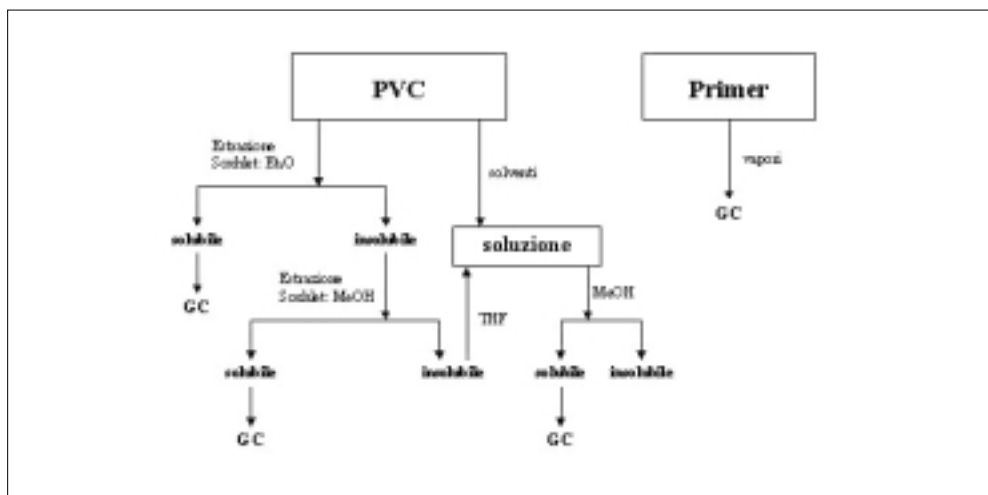 PVC
Primer
Estrazione
Soxhlet: Et₂O
solventi
vapori
GC
solubile
insolubile
soluzione
GC
Estrazione
Soxhlet: MeOH
THF
MeOH
solubile
insolubile
solubile
insolubile
GC
GC